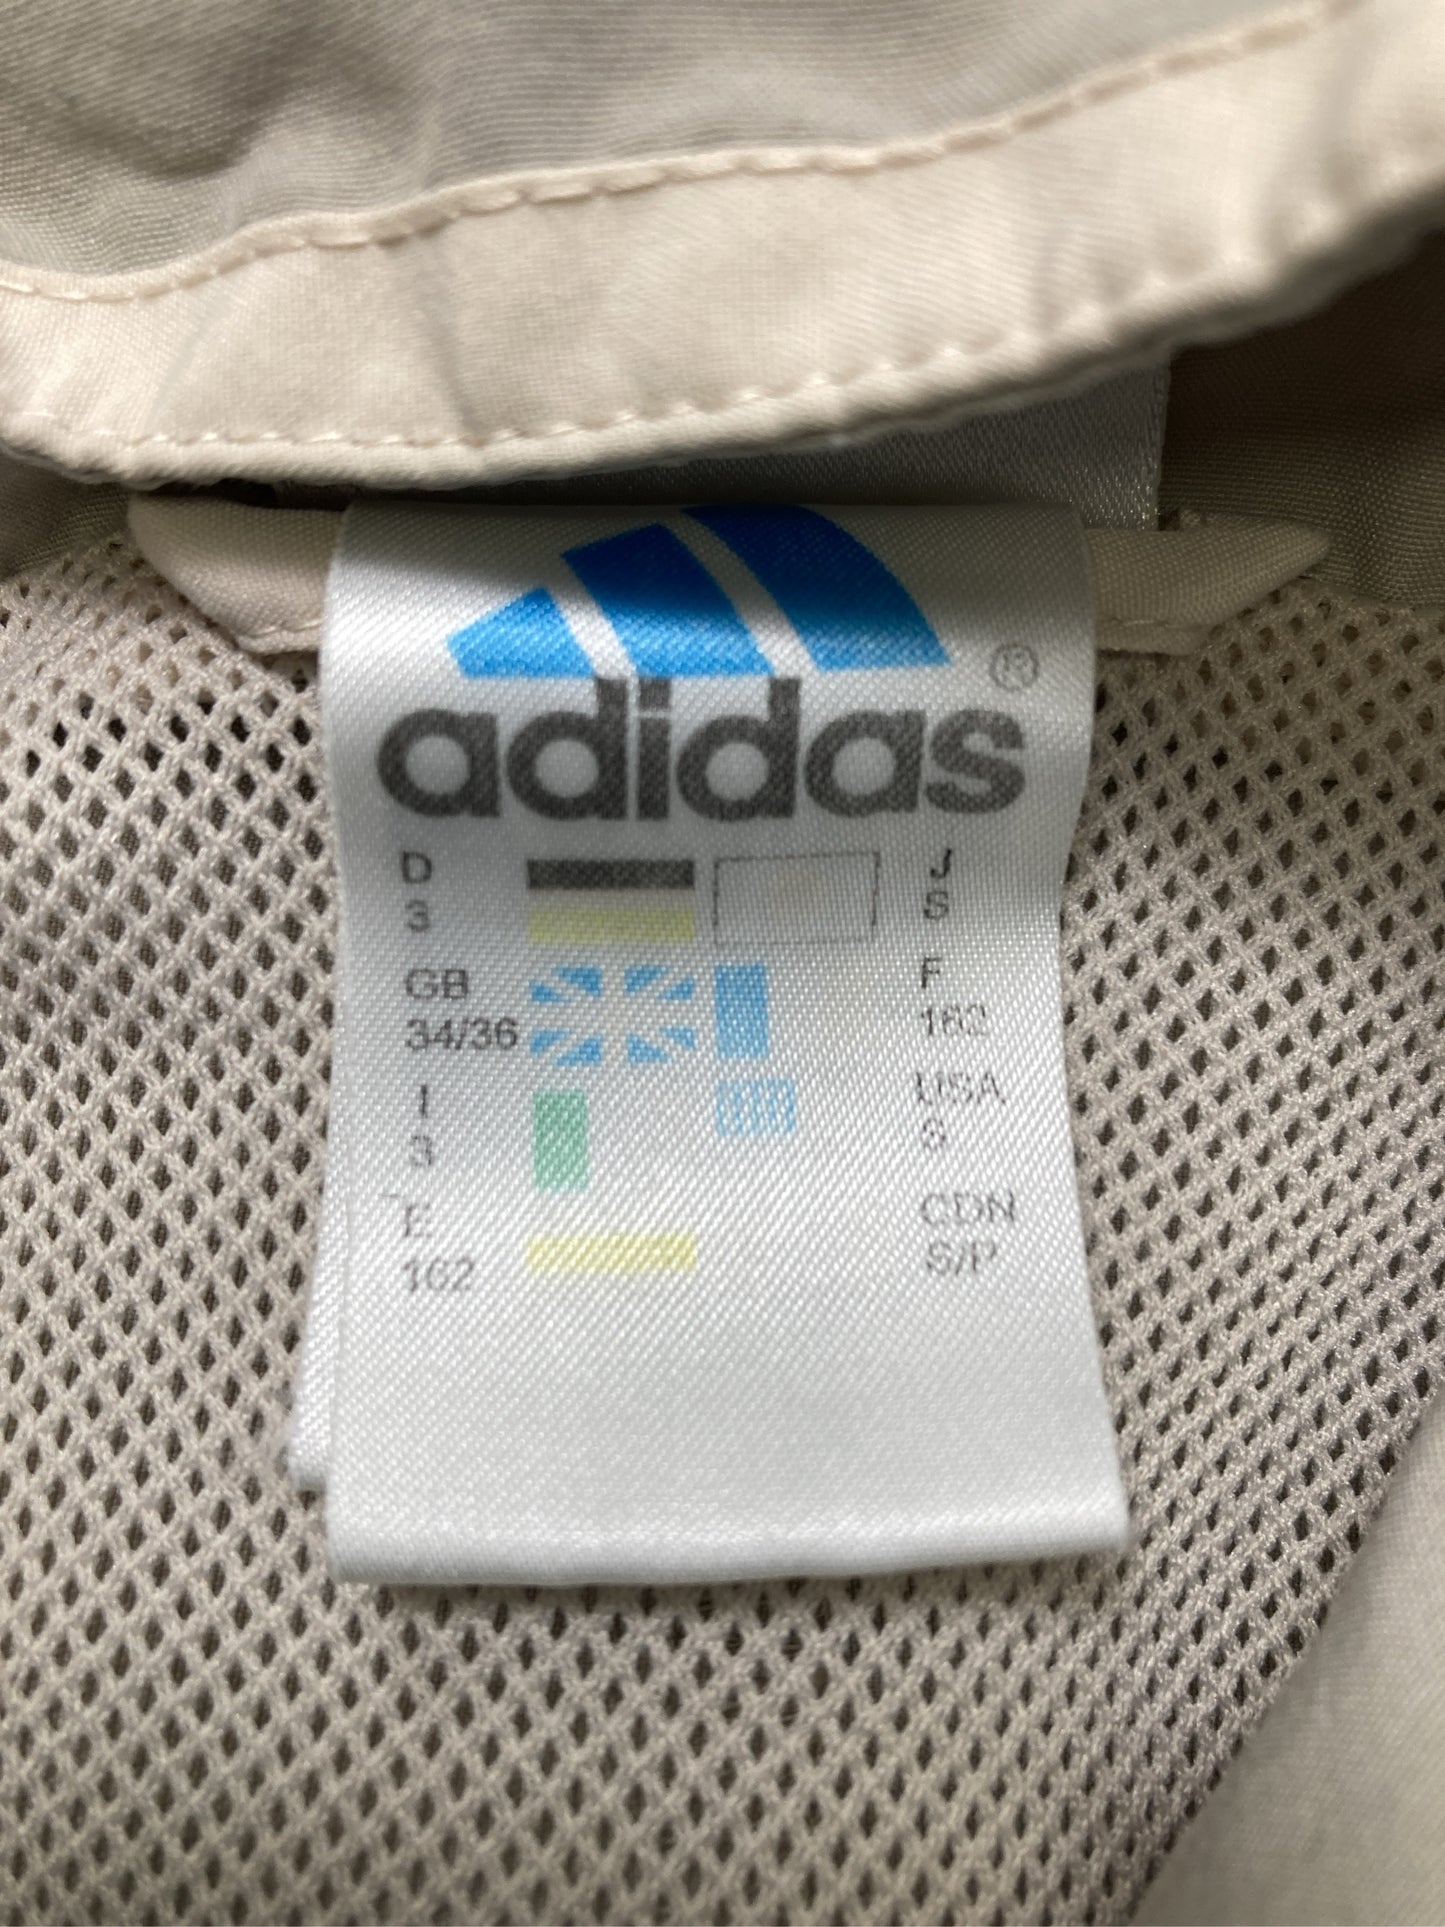 adidas ®
D J
3 S
GB F
34/36 162
I USA
3 S
E CDN
162 S/P